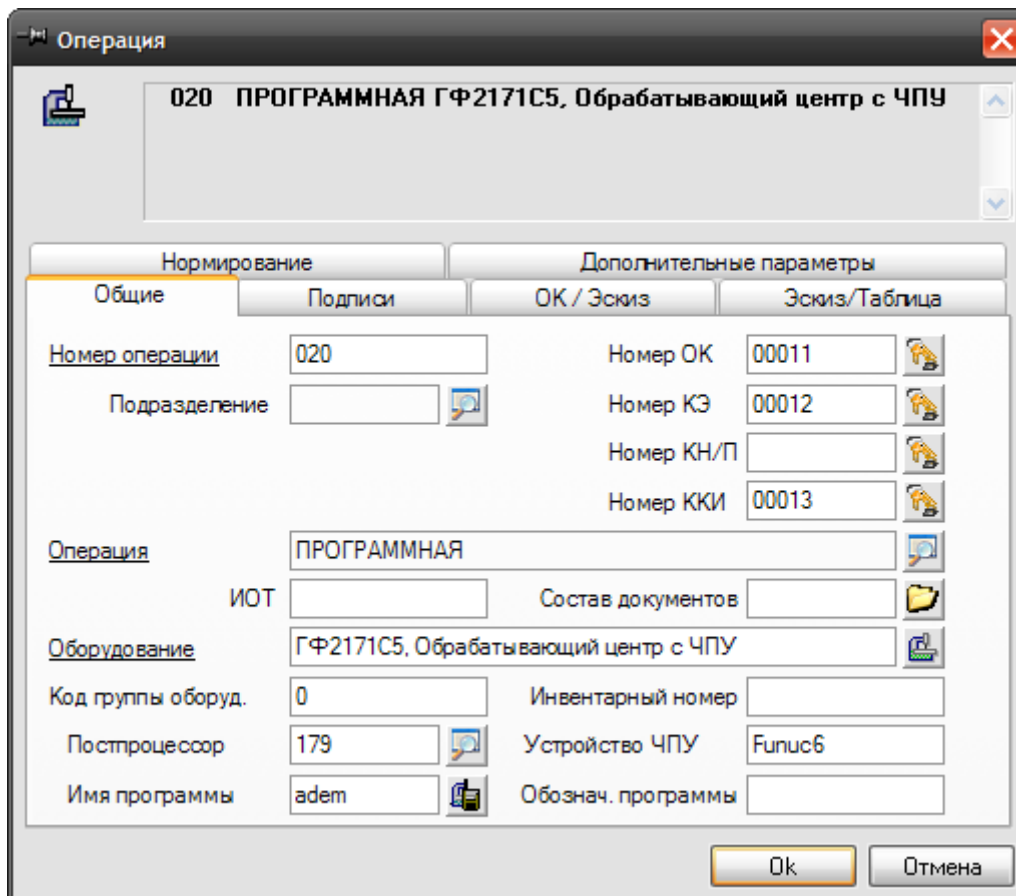 Операция
020 ПРОГРАММНАЯ ГФ2171С5, Обрабатывающий центр с ЧПУ
Нормирование Дополнительные параметры
Общие Подписи ОК / Эскиз Эскиз/Таблица
Номер операции 020 Номер ОК 00011
Подразделение Номер КЭ 00012
Номер КН/П
Номер ККИ 00013
Операция ПРОГРАММНАЯ
ИОТ Состав документов
Оборудование ГФ2171С5, Обрабатывающий центр с ЧПУ
Код группы оборуд. 0 Инвентарный номер
Постпроцессор 179 Устройство ЧПУ Funuc6
Имя программы adem Обознач. программы
Ok Отмена